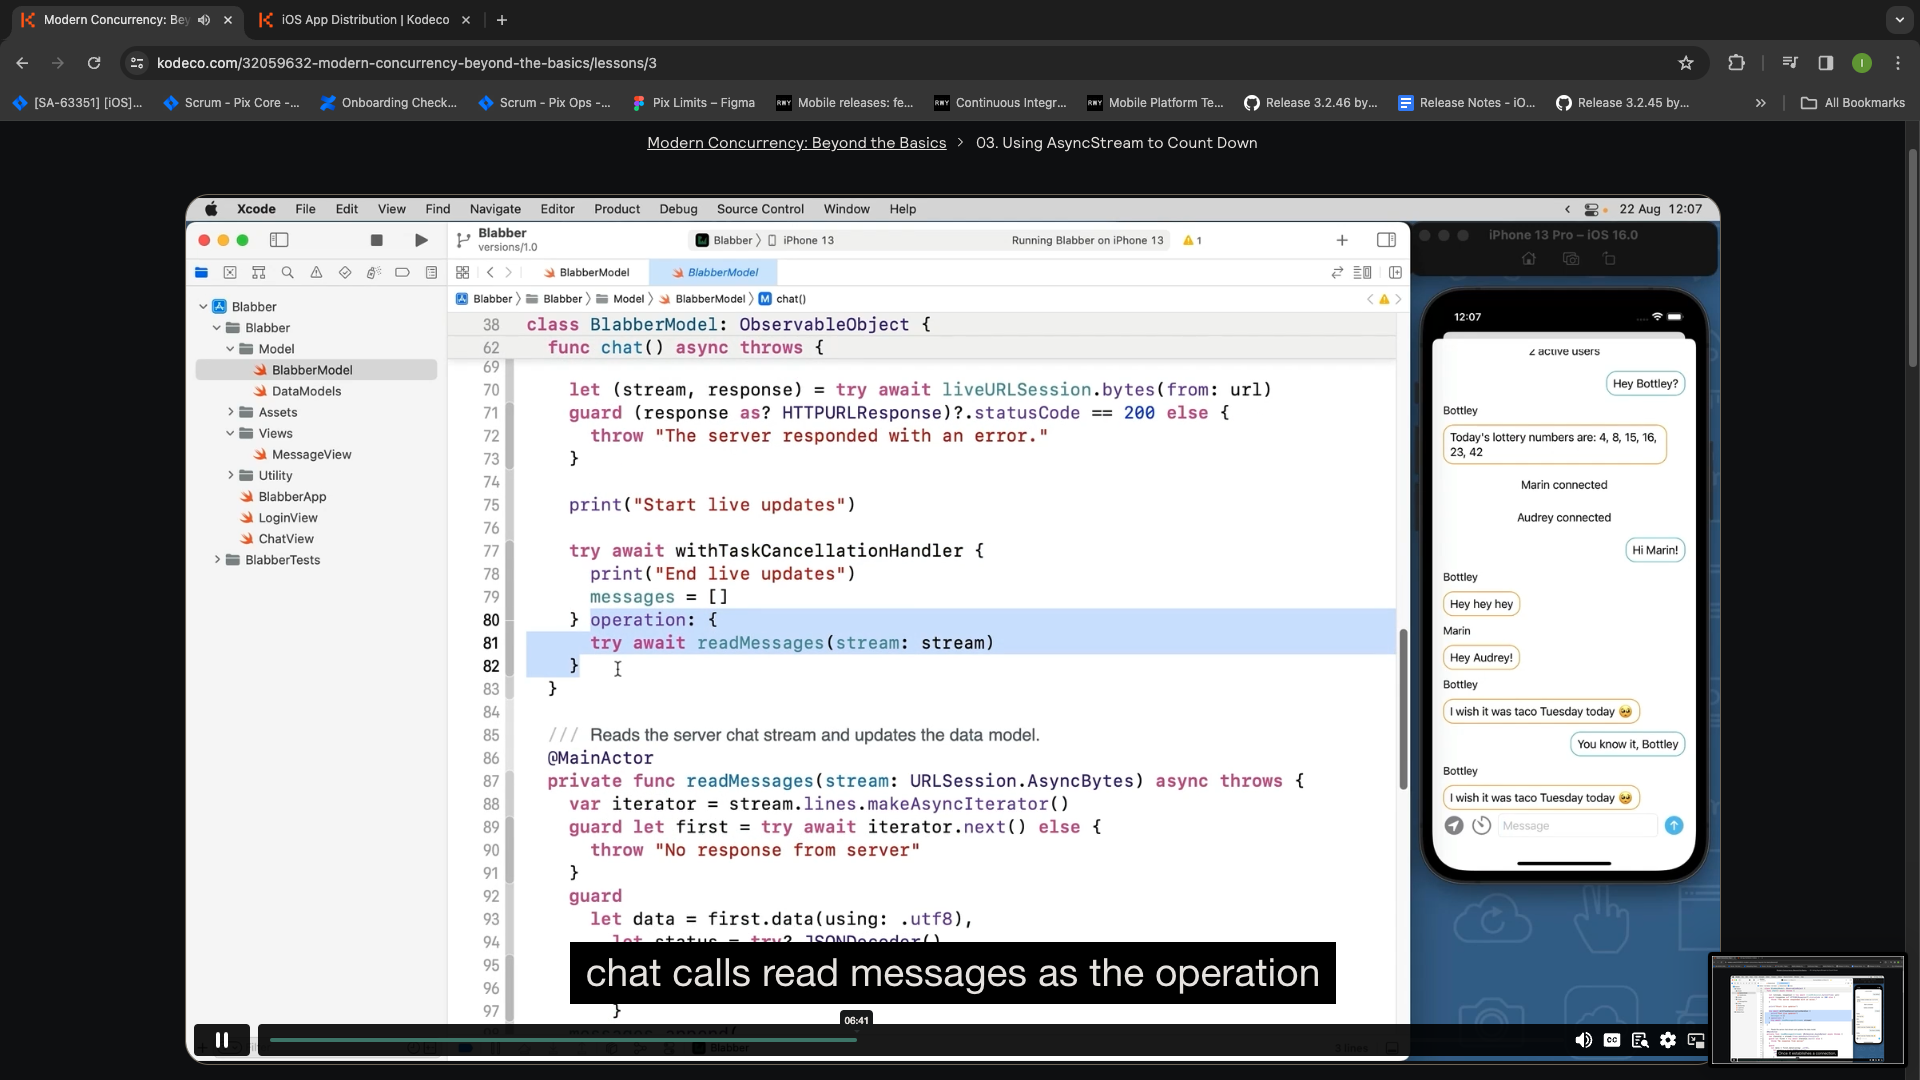 Modern Concurrency: Bey
iOS App Distribution | Kodeco
kodeco.com/32059632-modern-concurrency-beyond-the-basics/lessons/3
I
[SA-63351] [iOS]...
Scrum - Pix Core -...
Onboarding Check...
Scrum - Pix Ops -...
Pix Limits – Figma
Mobile releases: fe...
Continuous Integr...
Mobile Platform Te...
Release 3.2.46 by...
Release Notes - iO...
Release 3.2.45 by...
All Bookmarks
Modern Concurrency: Beyond the Basics > 03. Using AsyncStream to Count Down
Xcode File Edit View Find Navigate Editor Product Debug Source Control Window Help
22 Aug 12:07
Blabber
versions/1.0
Blabber iPhone 13
Running Blabber on iPhone 13
1
BlabberModel
BlabberModel
Blabber Blabber Model BlabberModel M chat()
Blabber
Blabber
Model
BlabberModel
DataModels
Assets
Views
MessageView
Utility
BlabberApp
LoginView
ChatView
BlabberTests
38 class BlabberModel: ObservableObject {
62 func chat() async throws {
69
70 let (stream, response) = try await liveURLSession.bytes(from: url)
71 guard (response as? HTTPURLResponse)?.statusCode == 200 else {
72 throw "The server responded with an error."
73 }
74
75 print("Start live updates")
76
77 try await withTaskCancellationHandler {
78 print("End live updates")
79 messages = []
80 } operation: {
81 try await readMessages(stream: stream)
82 }
83 }
84
85 /// Reads the server chat stream and updates the data model.
86 @MainActor
87 private func readMessages(stream: URLSession.AsyncBytes) async throws {
88 var iterator = stream.lines.makeAsyncIterator()
89 guard let first = try await iterator.next() else {
90 throw "No response from server"
91 }
92 guard
93 let data = first.data(using: .utf8),
94 let status = try? JSONDecoder()
95
96
97 }
iPhone 13 Pro – iOS 16.0
12:07
2 active users
Hey Bottley?
Bottley
Today's lottery numbers are: 4, 8, 15, 16,
23, 42
Marin connected
Audrey connected
Hi Marin!
Bottley
Hey hey hey
Marin
Hey Audrey!
Bottley
I wish it was taco Tuesday today 🥺
You know it, Bottley
Bottley
I wish it was taco Tuesday today 🥺
Message
chat calls read messages as the operation
06:41
CC
Blabber